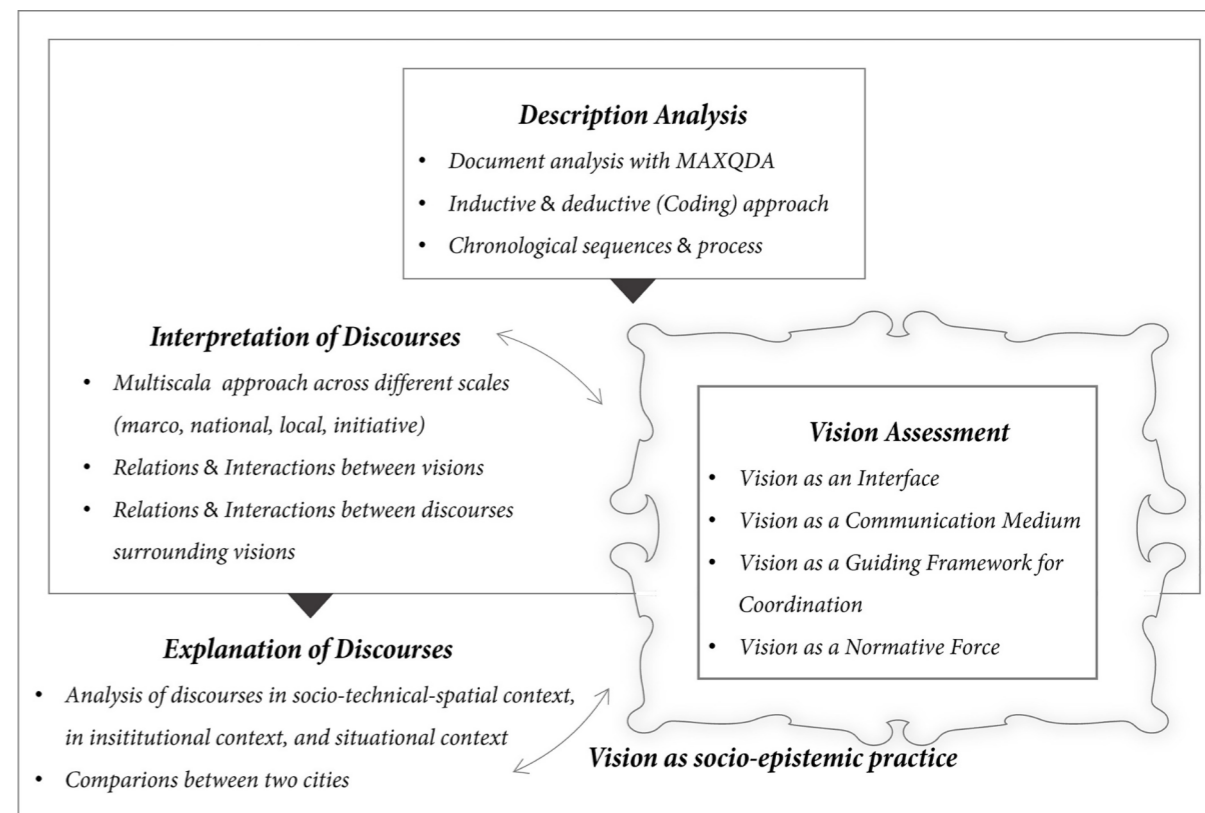 Description Analysis
• Document analysis with MAXQDA
• Inductive & deductive (Coding) approach
• Chronological sequences & process
Interpretation of Discourses
• Multiscala approach across different scales
(marco, national, local, initiative)
• Relations & Interactions between visions
• Relations & Interactions between discourses
surrounding visions
Vision Assessment
• Vision as an Interface
• Vision as a Communication Medium
• Vision as a Guiding Framework for
Coordination
• Vision as a Normative Force
Explanation of Discourses
• Analysis of discourses in socio-technical-spatial context,
in insititutional context, and situational context
• Comparions between two cities
Vision as socio-epistemic practice